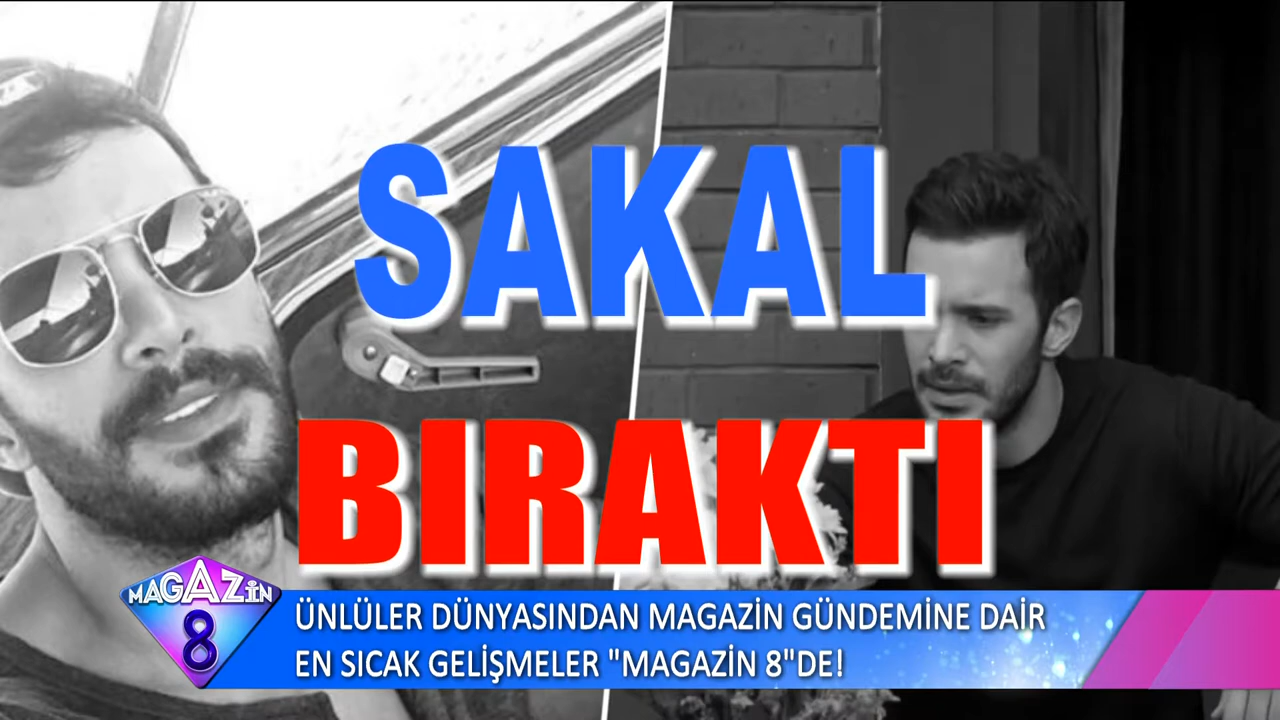 SAKAL
BIRAKTI
MAGAZİN
8
ÜNLÜLER DÜNYASINDAN MAGAZİN GÜNDEMİNE DAİR
EN SICAK GELİŞMELER "MAGAZİN 8"DE!